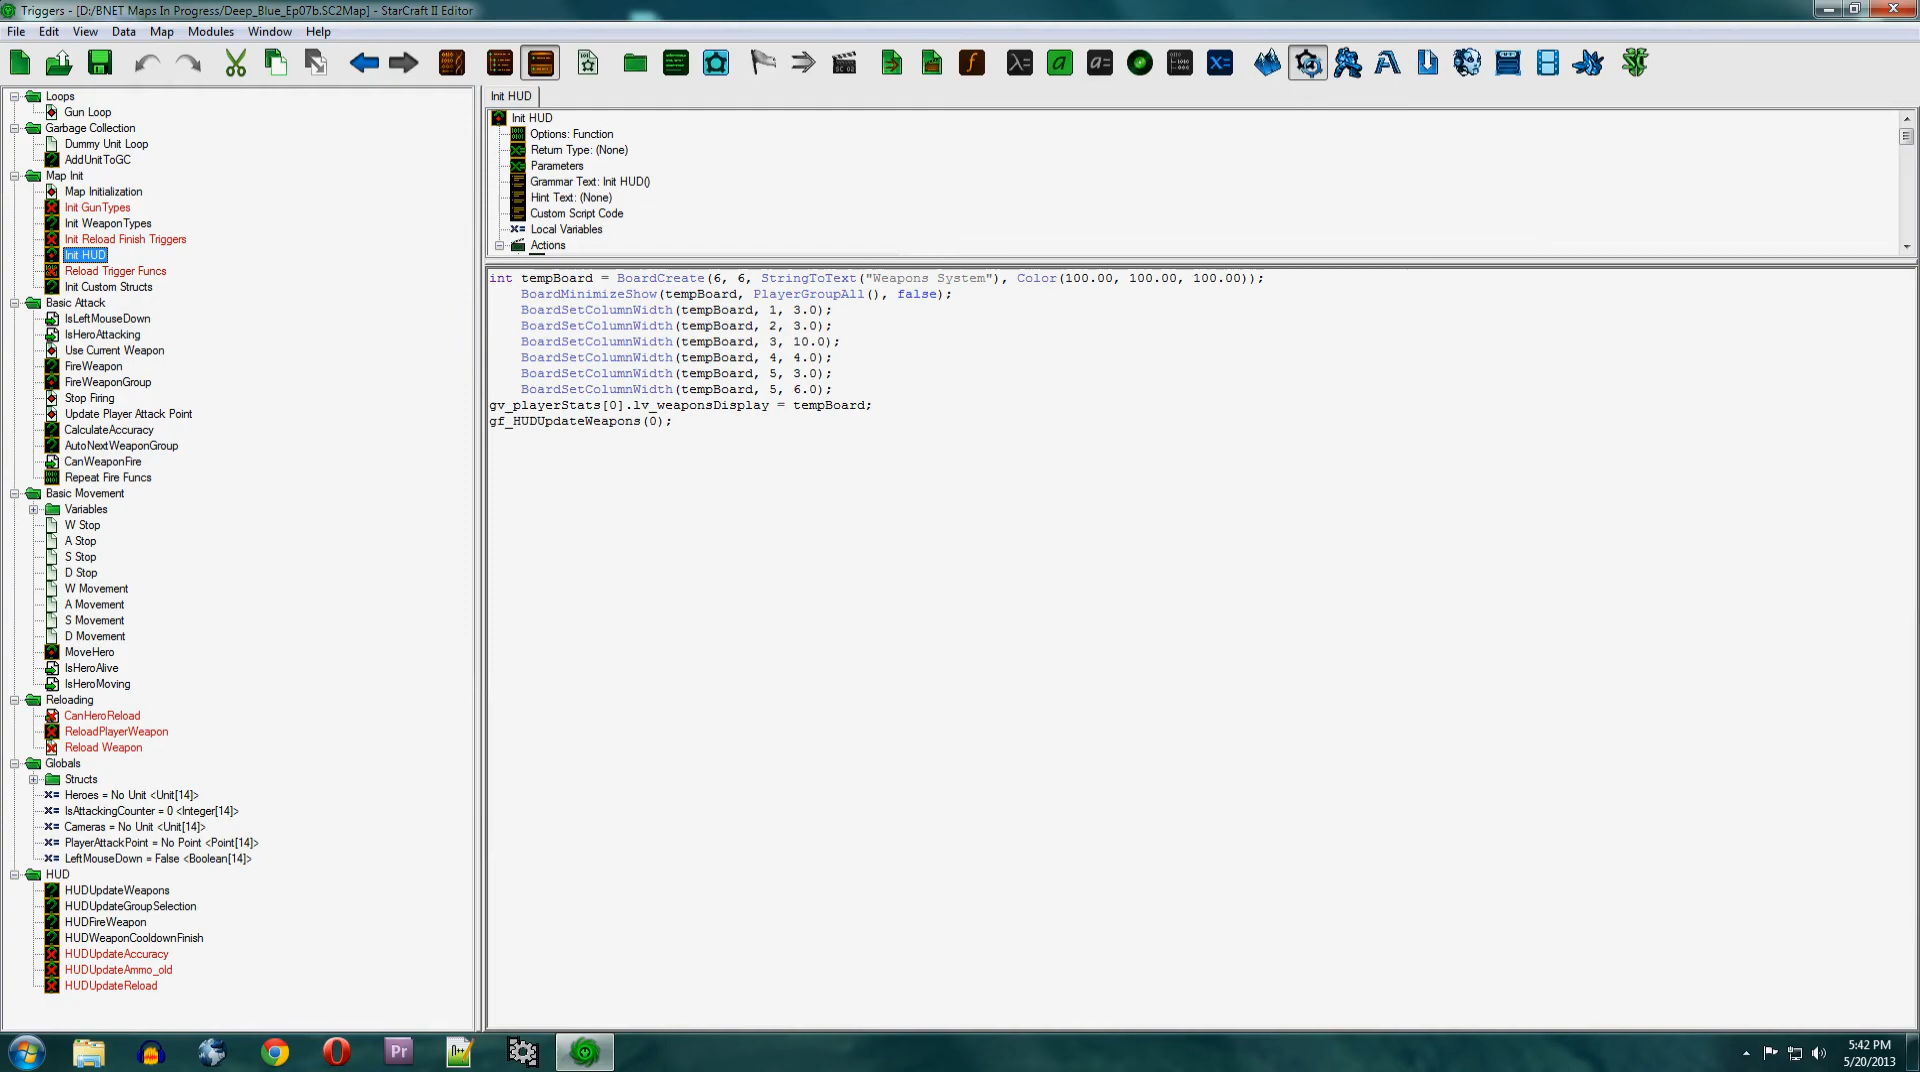 Triggers - [D:/BNET Maps In Progress/Deep_Blue_Ep07b.SC2Map] - StarCraft II Editor
File Edit View Data Map Modules Window Help
Loops
Gun Loop
Garbage Collection
Dummy Unit Loop
AddUnitToGC
Map Init
Map Initialization
Init GunTypes
Init WeaponTypes
Init Reload Finish Triggers
Init HUD
Reload Trigger Funcs
Init Custom Structs
Basic Attack
IsLeftMouseDown
IsHeroAttacking
Use Current Weapon
FireWeapon
FireWeaponGroup
Stop Firing
Update Player Attack Point
CalculateAccuracy
AutoNextWeaponGroup
CanWeaponFire
Repeat Fire Funcs
Basic Movement
Variables
W Stop
A Stop
S Stop
D Stop
W Movement
A Movement
S Movement
D Movement
MoveHero
IsHeroAlive
IsHeroMoving
Reloading
CanHeroReload
ReloadPlayerWeapon
Reload Weapon
Globals
Structs
Heroes = No Unit <Unit[14]>
IsAttackingCounter = 0 <Integer[14]>
Cameras = No Unit <Unit[14]>
PlayerAttackPoint = No Point <Point[14]>
LeftMouseDown = False <Boolean[14]>
HUD
HUDUpdateWeapons
HUDUpdateGroupSelection
HUDFireWeapon
HUDWeaponCooldownFinish
HUDUpdateAccuracy
HUDUpdateAmmo_old
HUDUpdateReload
Init HUD
Init HUD
Options: Function
Return Type: (None)
Parameters
Grammar Text: Init HUD()
Hint Text: (None)
Custom Script Code
Local Variables
Actions
int tempBoard = BoardCreate(6, 6, StringToText("Weapons System"), Color(100.00, 100.00, 100.00));
BoardMinimizeShow(tempBoard, PlayerGroupAll(), false);
BoardSetColumnWidth(tempBoard, 1, 3.0);
BoardSetColumnWidth(tempBoard, 2, 3.0);
BoardSetColumnWidth(tempBoard, 3, 10.0);
BoardSetColumnWidth(tempBoard, 4, 4.0);
BoardSetColumnWidth(tempBoard, 5, 3.0);
BoardSetColumnWidth(tempBoard, 5, 6.0);
gv_playerStats[0].lv_weaponsDisplay = tempBoard;
gf_HUDUpdateWeapons(0);
Pr
5:42 PM
5/20/2013